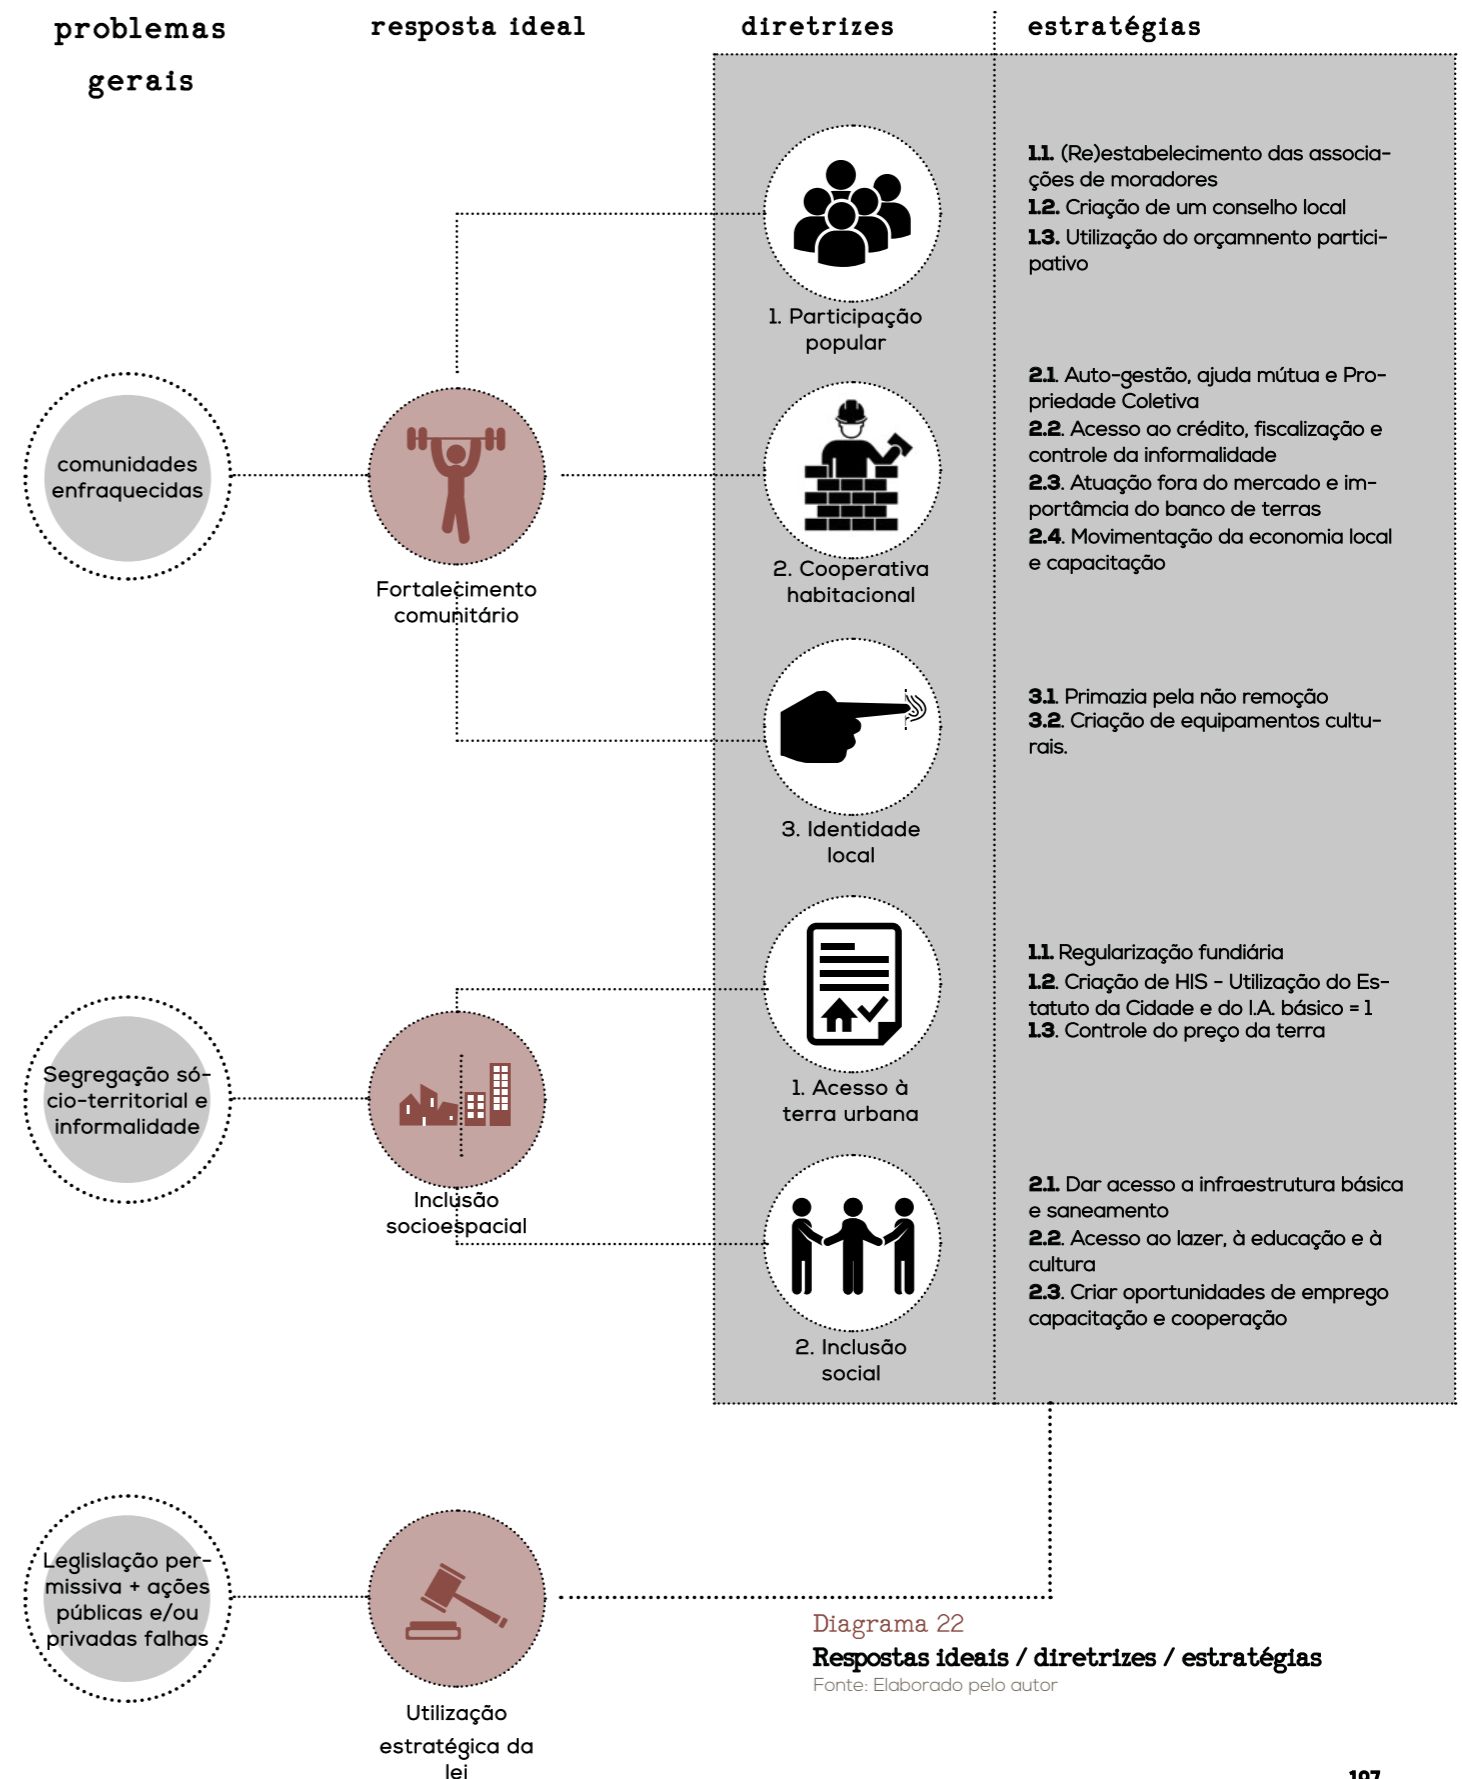 problemas
gerais
resposta ideal
diretrizes
estratégias
comunidades
enfraquecidas
Fortalecimento
comunitário
1. Participação
popular
1.1. (Re)estabelecimento das associa-
ções de moradores
1.2. Criação de um conselho local
1.3. Utilização do orçamnento partici-
pativo
2. Cooperativa
habitacional
2.1. Auto-gestão, ajuda mútua e Pro-
priedade Coletiva
2.2. Acesso ao crédito, fiscalização e
controle da informalidade
2.3. Atuação fora do mercado e im-
portâmcia do banco de terras
2.4. Movimentação da economia local
e capacitação
3. Identidade
local
3.1. Primazia pela não remoção
3.2. Criação de equipamentos cultu-
rais.
Segregação só-
cio-territorial e
informalidade
Inclusão
socioespacial
1. Acesso à
terra urbana
1.1. Regularização fundiária
1.2. Criação de HIS - Utilização do Es-
tatuto da Cidade e do I.A. básico = 1
1.3. Controle do preço da terra
2. Inclusão
social
2.1. Dar acesso a infraestrutura básica
e saneamento
2.2. Acesso ao lazer, à educação e à
cultura
2.3. Criar oportunidades de emprego
capacitação e cooperação
Leglislação per-
missiva + ações
públicas e/ou
privadas falhas
Utilização
estratégica da
lei
Diagrama 22
Respostas ideais / diretrizes / estratégias
Fonte: Elaborado pelo autor
197